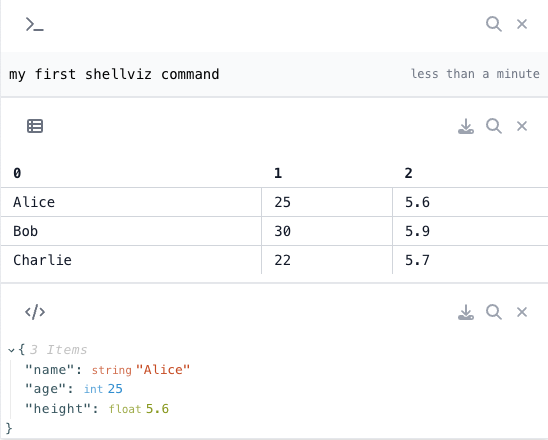 my first shellviz command less than a minute
0 1 2
Alice 25 5.6
Bob 30 5.9
Charlie 22 5.7
{ 3 Items
"name": string "Alice"
"age": int 25
"height": float 5.6
}